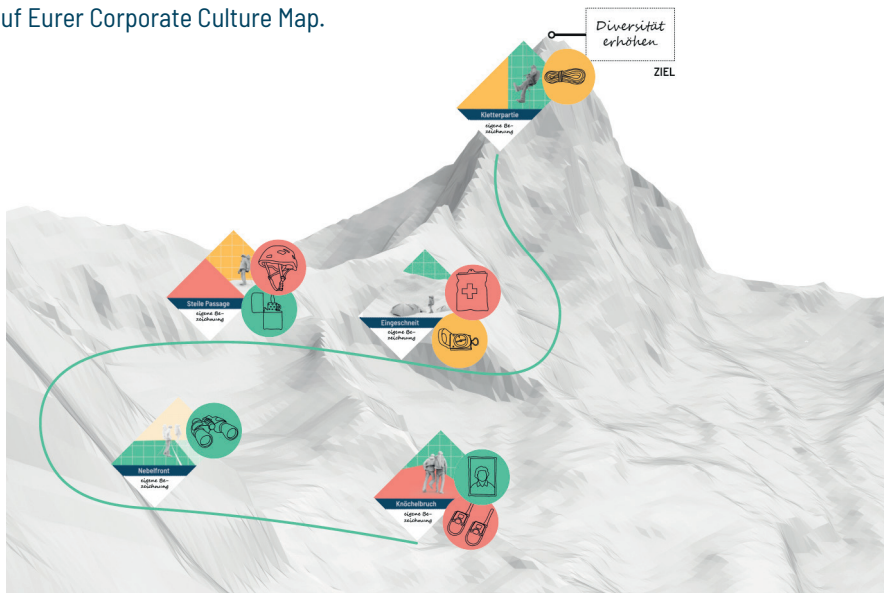 uf Eurer Corporate Culture Map.
Diversität
erhöhen
ZIEL
Kletterpartie
eigene Be-
zeichnung
Steile Passage
eigene Be-
zeichnung
Eingeschneit
eigene Be-
zeichnung
Nebelfront
eigene Be-
zeichnung
Knöchelbruch
eigene Be-
zeichnung